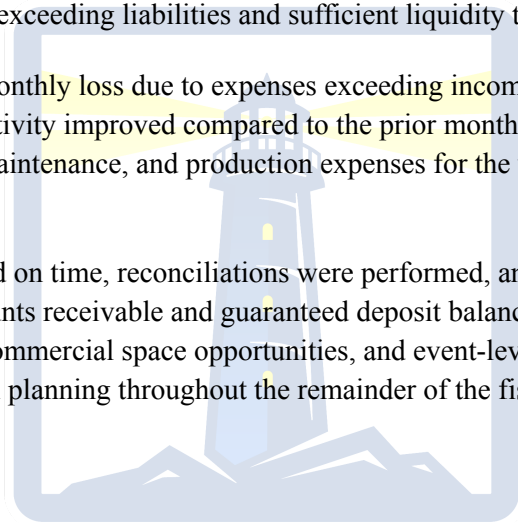 exceeding liabilities and sufficient liquidity t
onthly loss due to expenses exceeding incom
tivity improved compared to the prior month
aintenance, and production expenses for the
d on time, reconciliations were performed, an
nts receivable and guaranteed deposit balanc
ommercial space opportunities, and event-lev
planning throughout the remainder of the fis